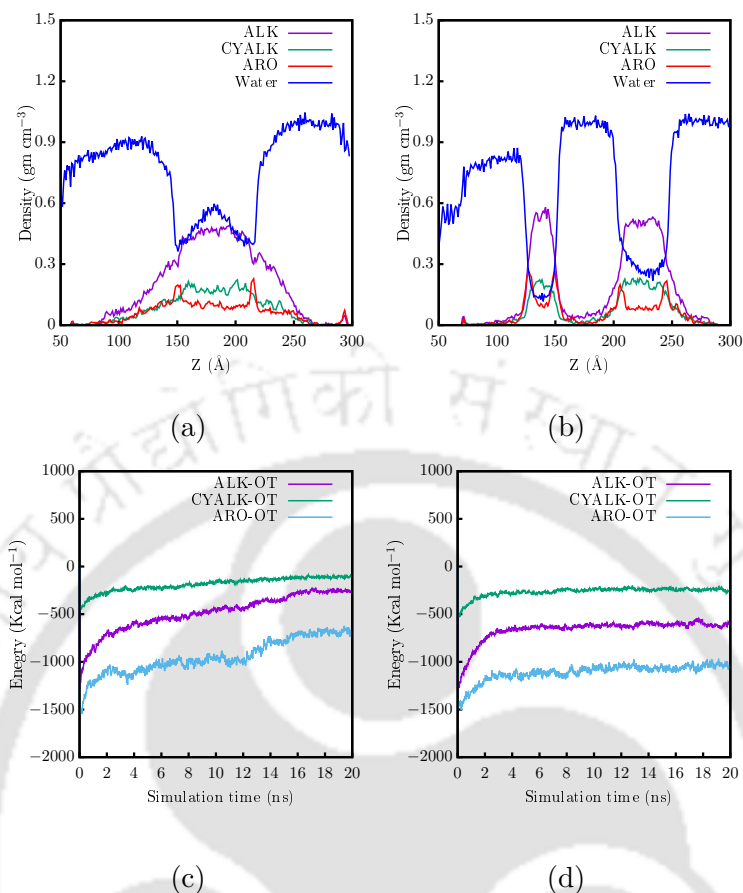 1.5
1.2
0.9
0.6
0.3
0
50 100 150 200 250 300
Density (gm cm−3)
Z (Å)
ALK
CYALK
ARO
Water
(a)
1.5
1.2
0.9
0.6
0.3
0
50 100 150 200 250 300
Density (gm cm−3)
Z (Å)
ALK
CYALK
ARO
Water
(b)
1000
500
0
−500
−1000
−1500
−2000
0 2 4 6 8 10 12 14 16 18 20
Enegry (Kcal mol−1)
Simulation time (ns)
ALK-OT
CYALK-OT
ARO-OT
(c)
1000
500
0
−500
−1000
−1500
−2000
0 2 4 6 8 10 12 14 16 18 20
Enegry (Kcal mol−1)
Simulation time (ns)
ALK-OT
CYALK-OT
ARO-OT
(d)